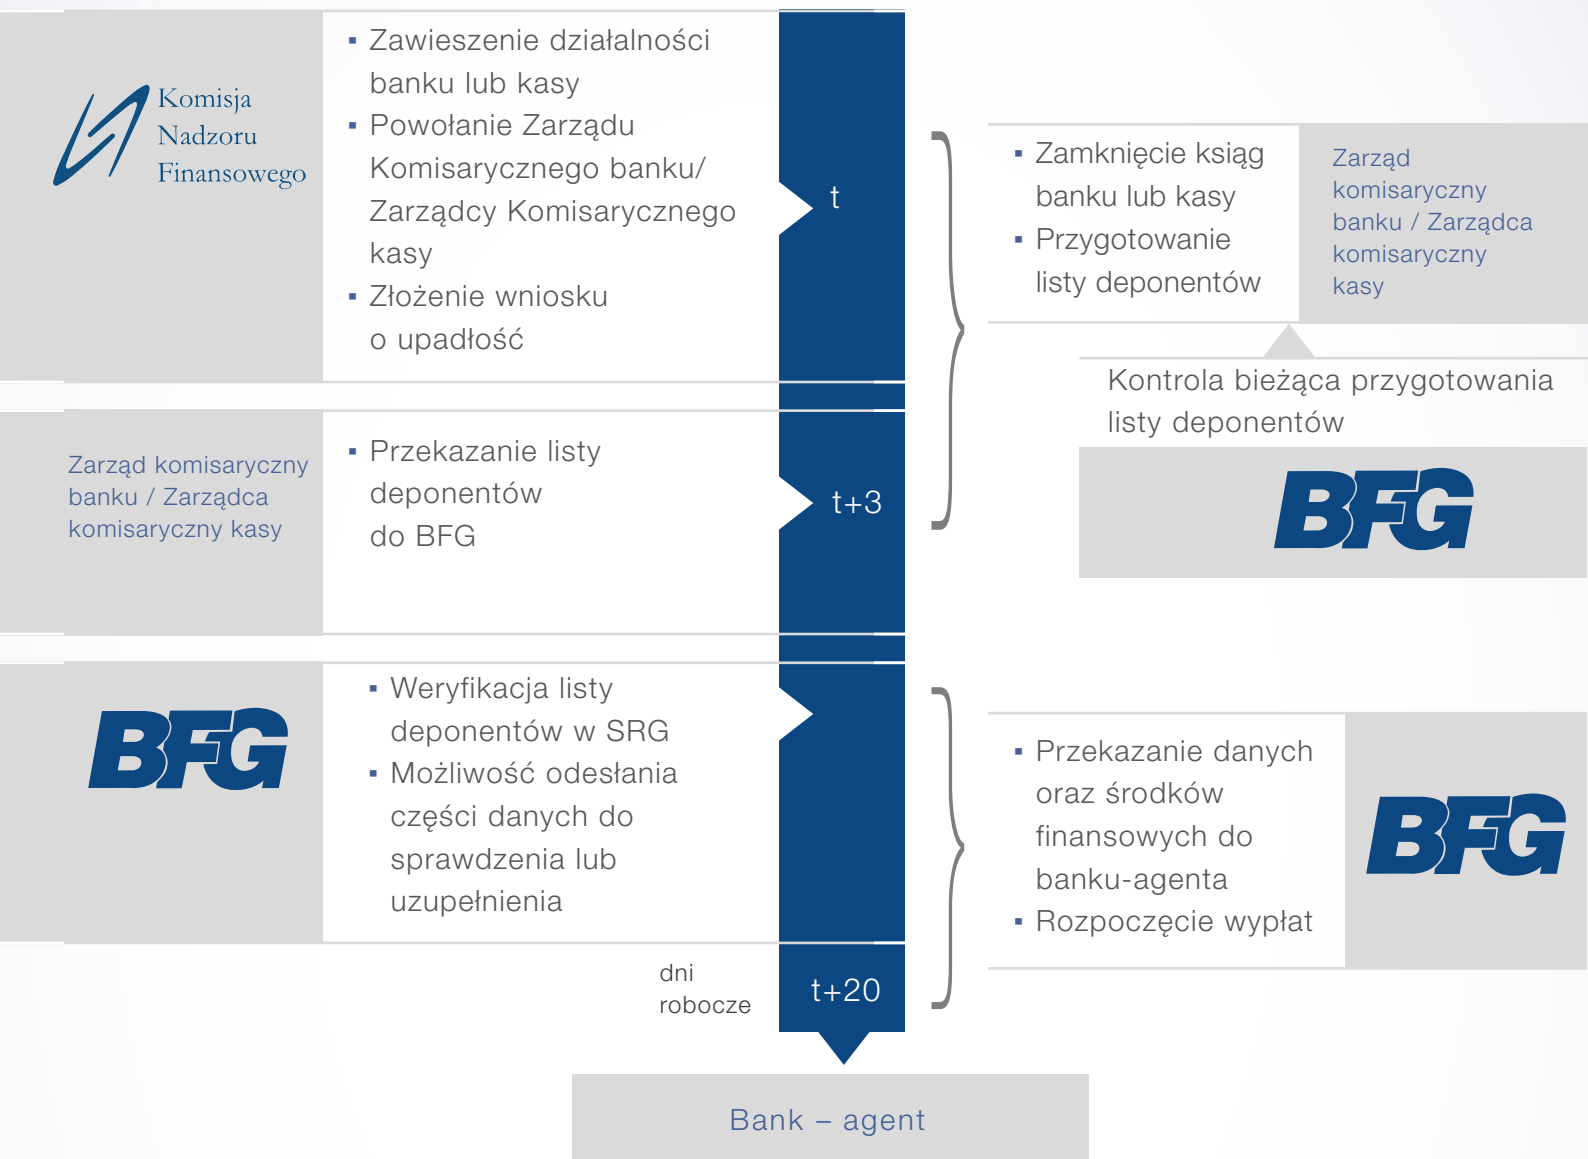 Komisja
Nadzoru
Finansowego
▪ Zawieszenie działalności
banku lub kasy
▪ Powołanie Zarządu
Komisarycznego banku/
Zarządcy Komisarycznego
kasy
▪ Złożenie wniosku
o upadłość
t
▪ Zamknięcie ksiąg
banku lub kasy
▪ Przygotowanie
listy deponentów
Zarząd
komisaryczny
banku / Zarządca
komisaryczny
kasy
Kontrola bieżąca przygotowania
listy deponentów
BFG
Zarząd komisaryczny
banku / Zarządca
komisaryczny kasy
▪ Przekazanie listy
deponentów
do BFG
t+3
BFG
▪ Weryfikacja listy
deponentów w SRG
▪ Możliwość odesłania
części danych do
sprawdzenia lub
uzupełnienia
▪ Przekazanie danych
oraz środków
finansowych do
banku-agenta
▪ Rozpoczęcie wypłat
BFG
dni
robocze
t+20
Bank – agent